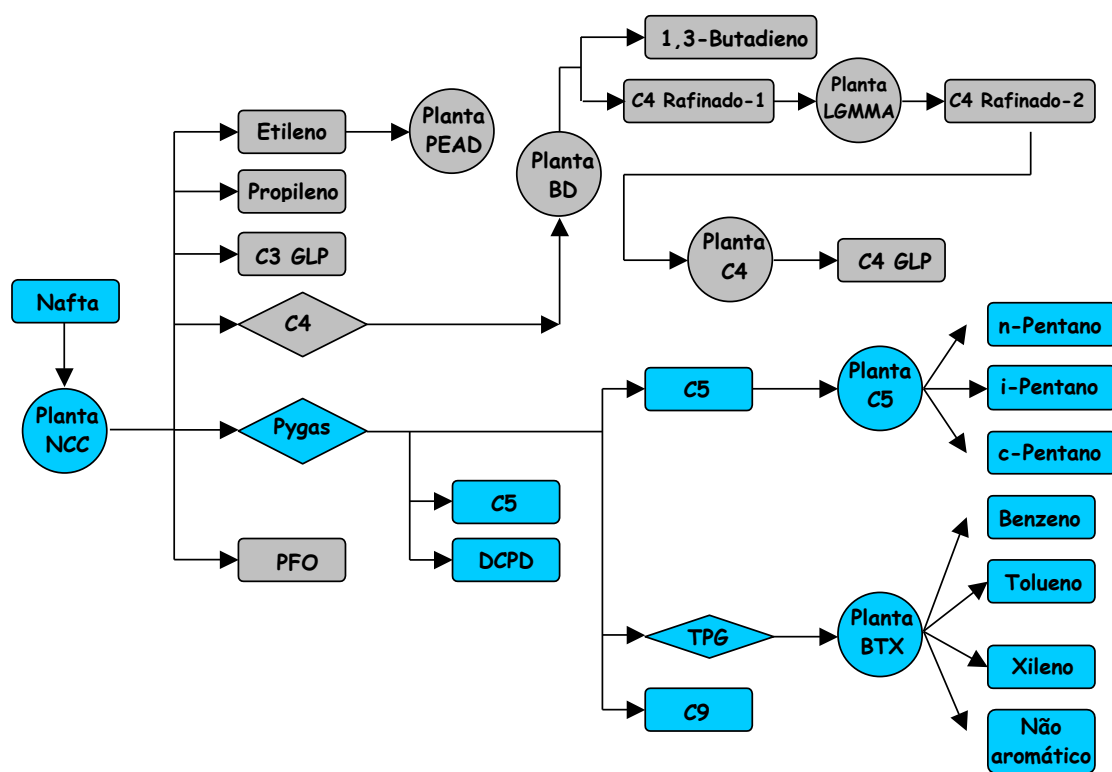 1,3-Butadieno
Etileno
Planta
PEAD
C4 Rafinado-1
Planta
LGMMA
C4 Rafinado-2
Planta
BD
Propileno
C3 GLP
Planta
C4
C4 GLP
Nafta
C4
n-Pentano
Planta
NCC
Pygas
C5
Planta
C5
i-Pentano
c-Pentano
C5
DCPD
PFO
Benzeno
Tolueno
TPG
Planta
BTX
Xileno
C9
Não
aromático